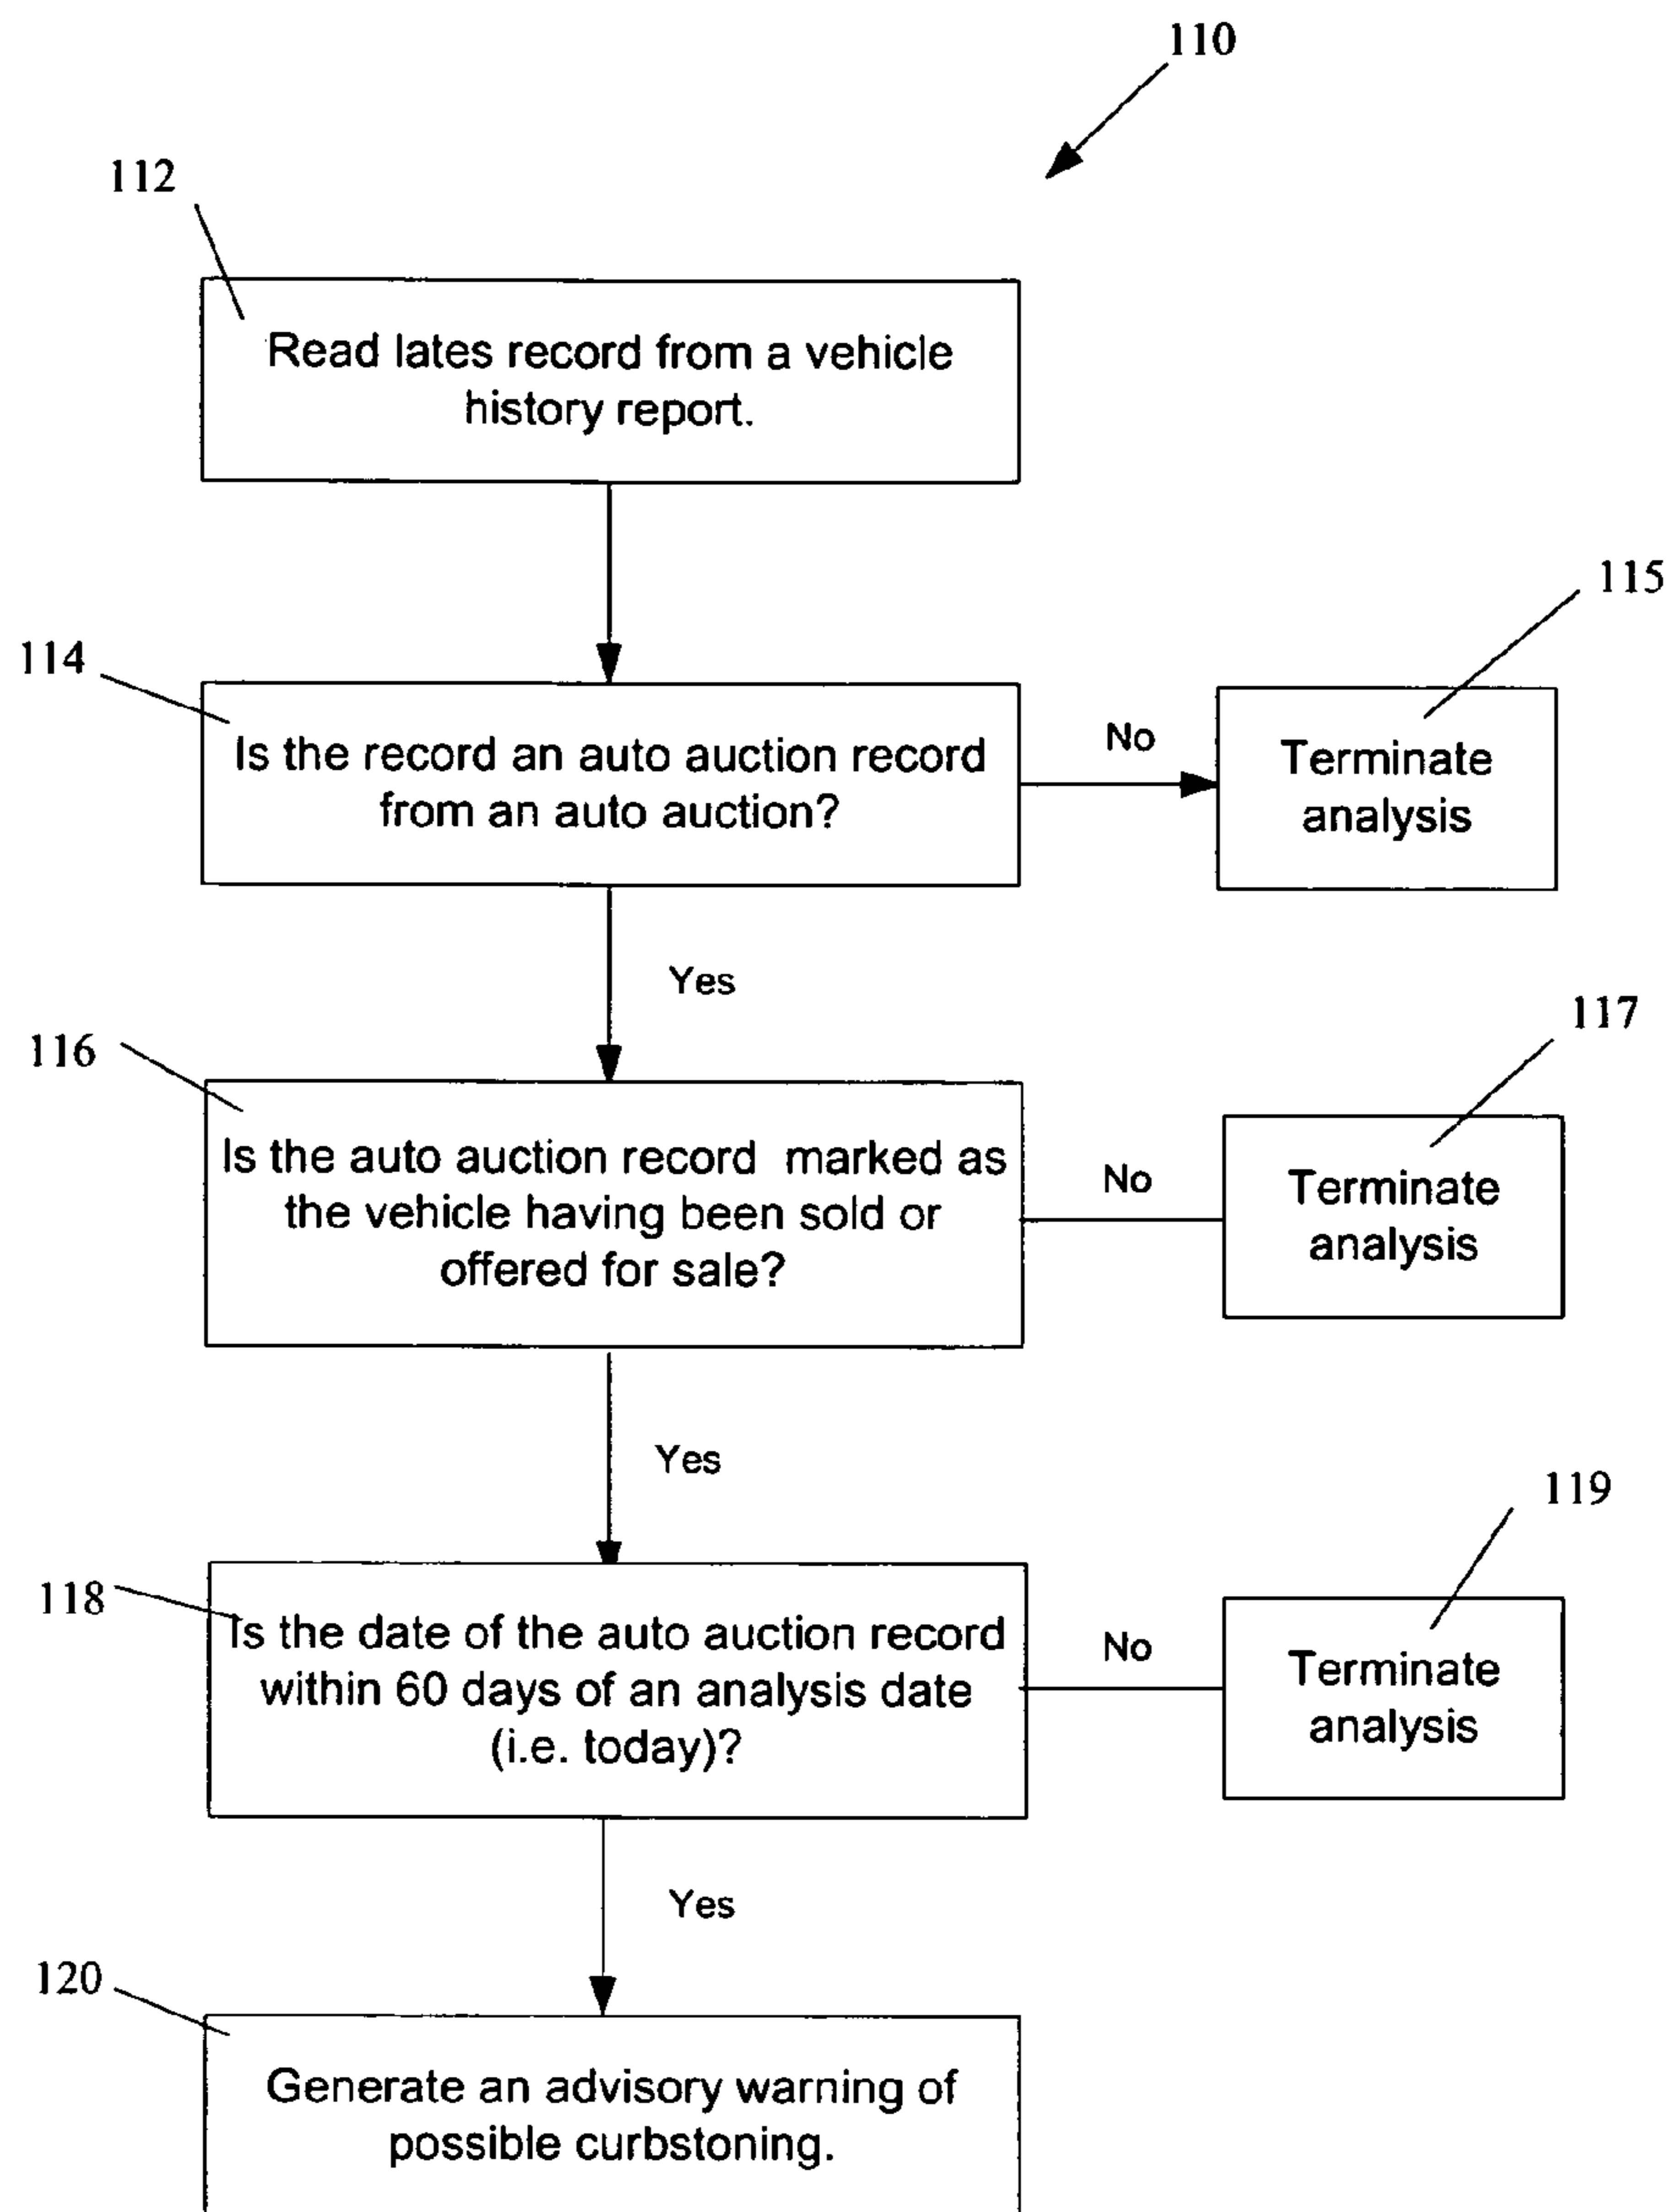 110
112
Read lates record from a vehicle
history report.
115
114
Is the record an auto auction record
from an auto auction?
No
Terminate
analysis
Yes
117
116
Is the auto auction record marked as
the vehicle having been sold or
offered for sale?
No
Terminate
analysis
Yes
119
118
Is the date of the auto auction record
within 60 days of an analysis date
(i.e. today)?
No
Terminate
analysis
Yes
120
Generate an advisory warning of
possible curbstoning.